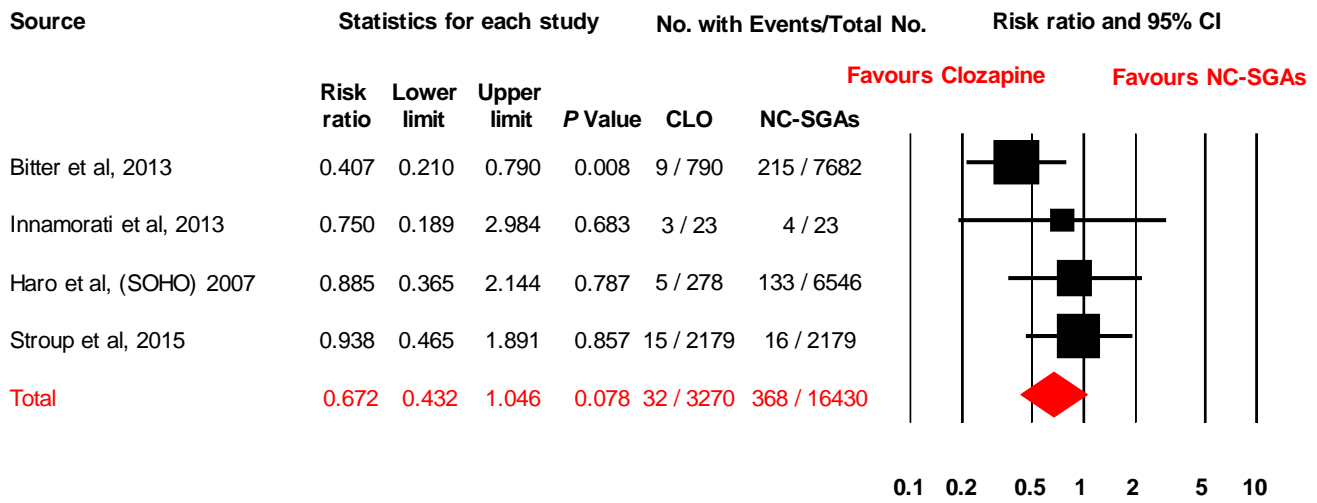 Source Statistics for each study No. with Events/Total No. Risk ratio and 95% CI
Favours Clozapine Favours NC-SGAs
Risk ratio Lower limit Upper limit P Value CLO NC-SGAs
Bitter et al, 2013 0.407 0.210 0.790 0.008 9 / 790 215 / 7682
Innamorati et al, 2013 0.750 0.189 2.984 0.683 3 / 23 4 / 23
Haro et al, (SOHO) 2007 0.885 0.365 2.144 0.787 5 / 278 133 / 6546
Stroup et al, 2015 0.938 0.465 1.891 0.857 15 / 2179 16 / 2179
Total 0.672 0.432 1.046 0.078 32 / 3270 368 / 16430
0.1 0.2 0.5 1 2 5 10